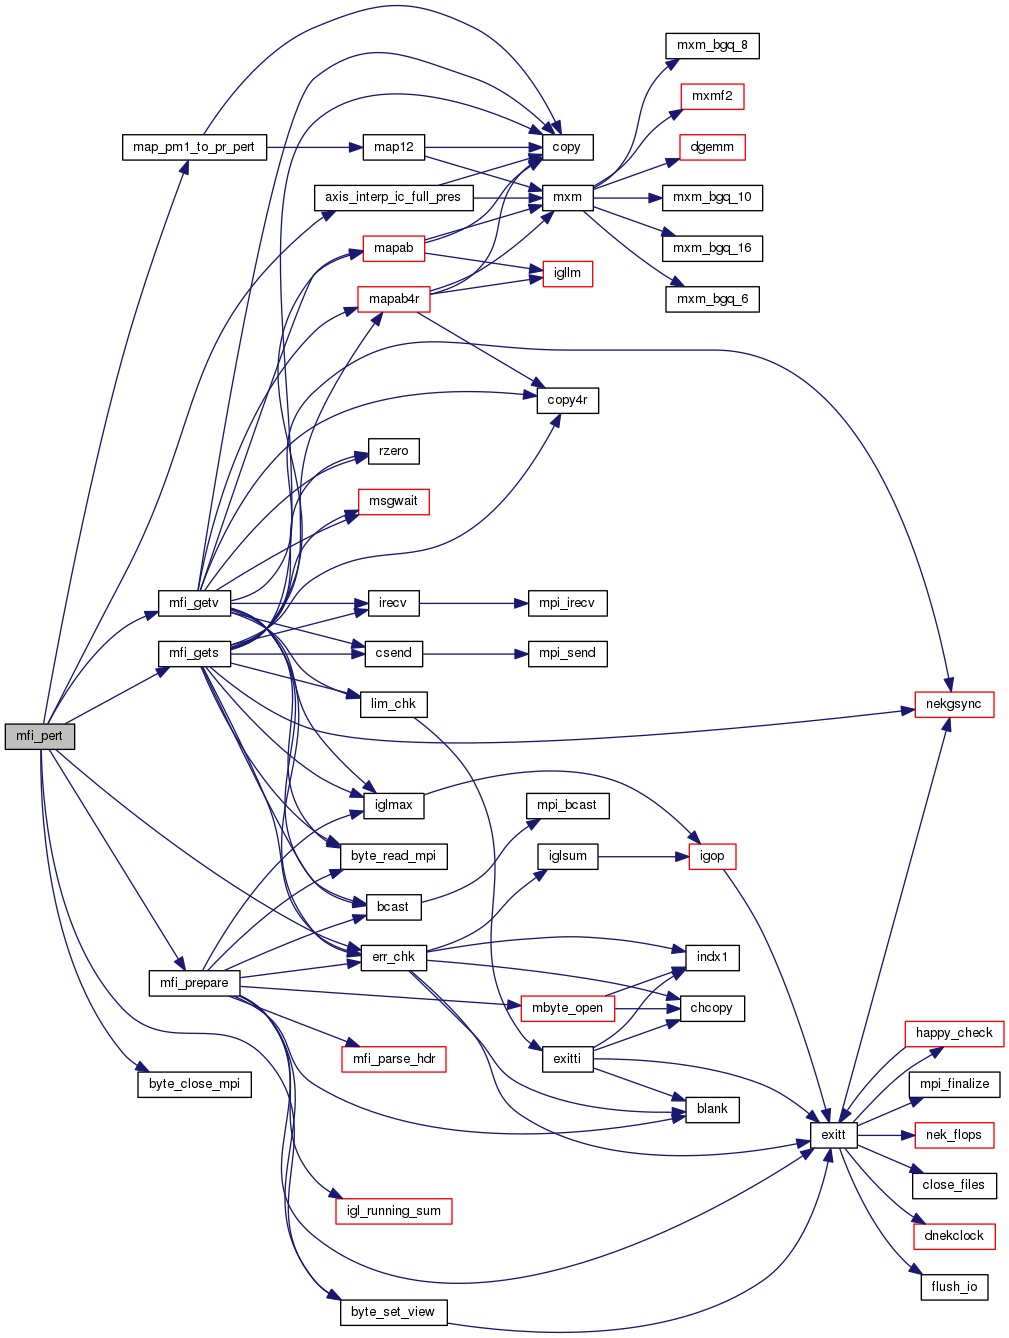 mxm_bgq_8
mxmf2
map_pm1_to_pr_pert
map12
copy
dgemm
axis_interp_ic_full_pres
mxm
mxm_bgq_10
mapab
mxm_bgq_16
igllm
mapab4r
mxm_bgq_6
copy4r
rzero
msgwait
mfi_getv
irecv
mpi_irecv
mfi_gets
csend
mpi_send
lim_chk
nekgsync
mfi_pert
iglmax
mpi_bcast
byte_read_mpi
iglsum
igop
bcast
err_chk
indx1
mfi_prepare
mbyte_open
chcopy
happy_check
mfi_parse_hdr
exitti
byte_close_mpi
mpi_finalize
blank
exitt
nek_flops
close_files
igl_running_sum
dnekclock
flush_io
byte_set_view